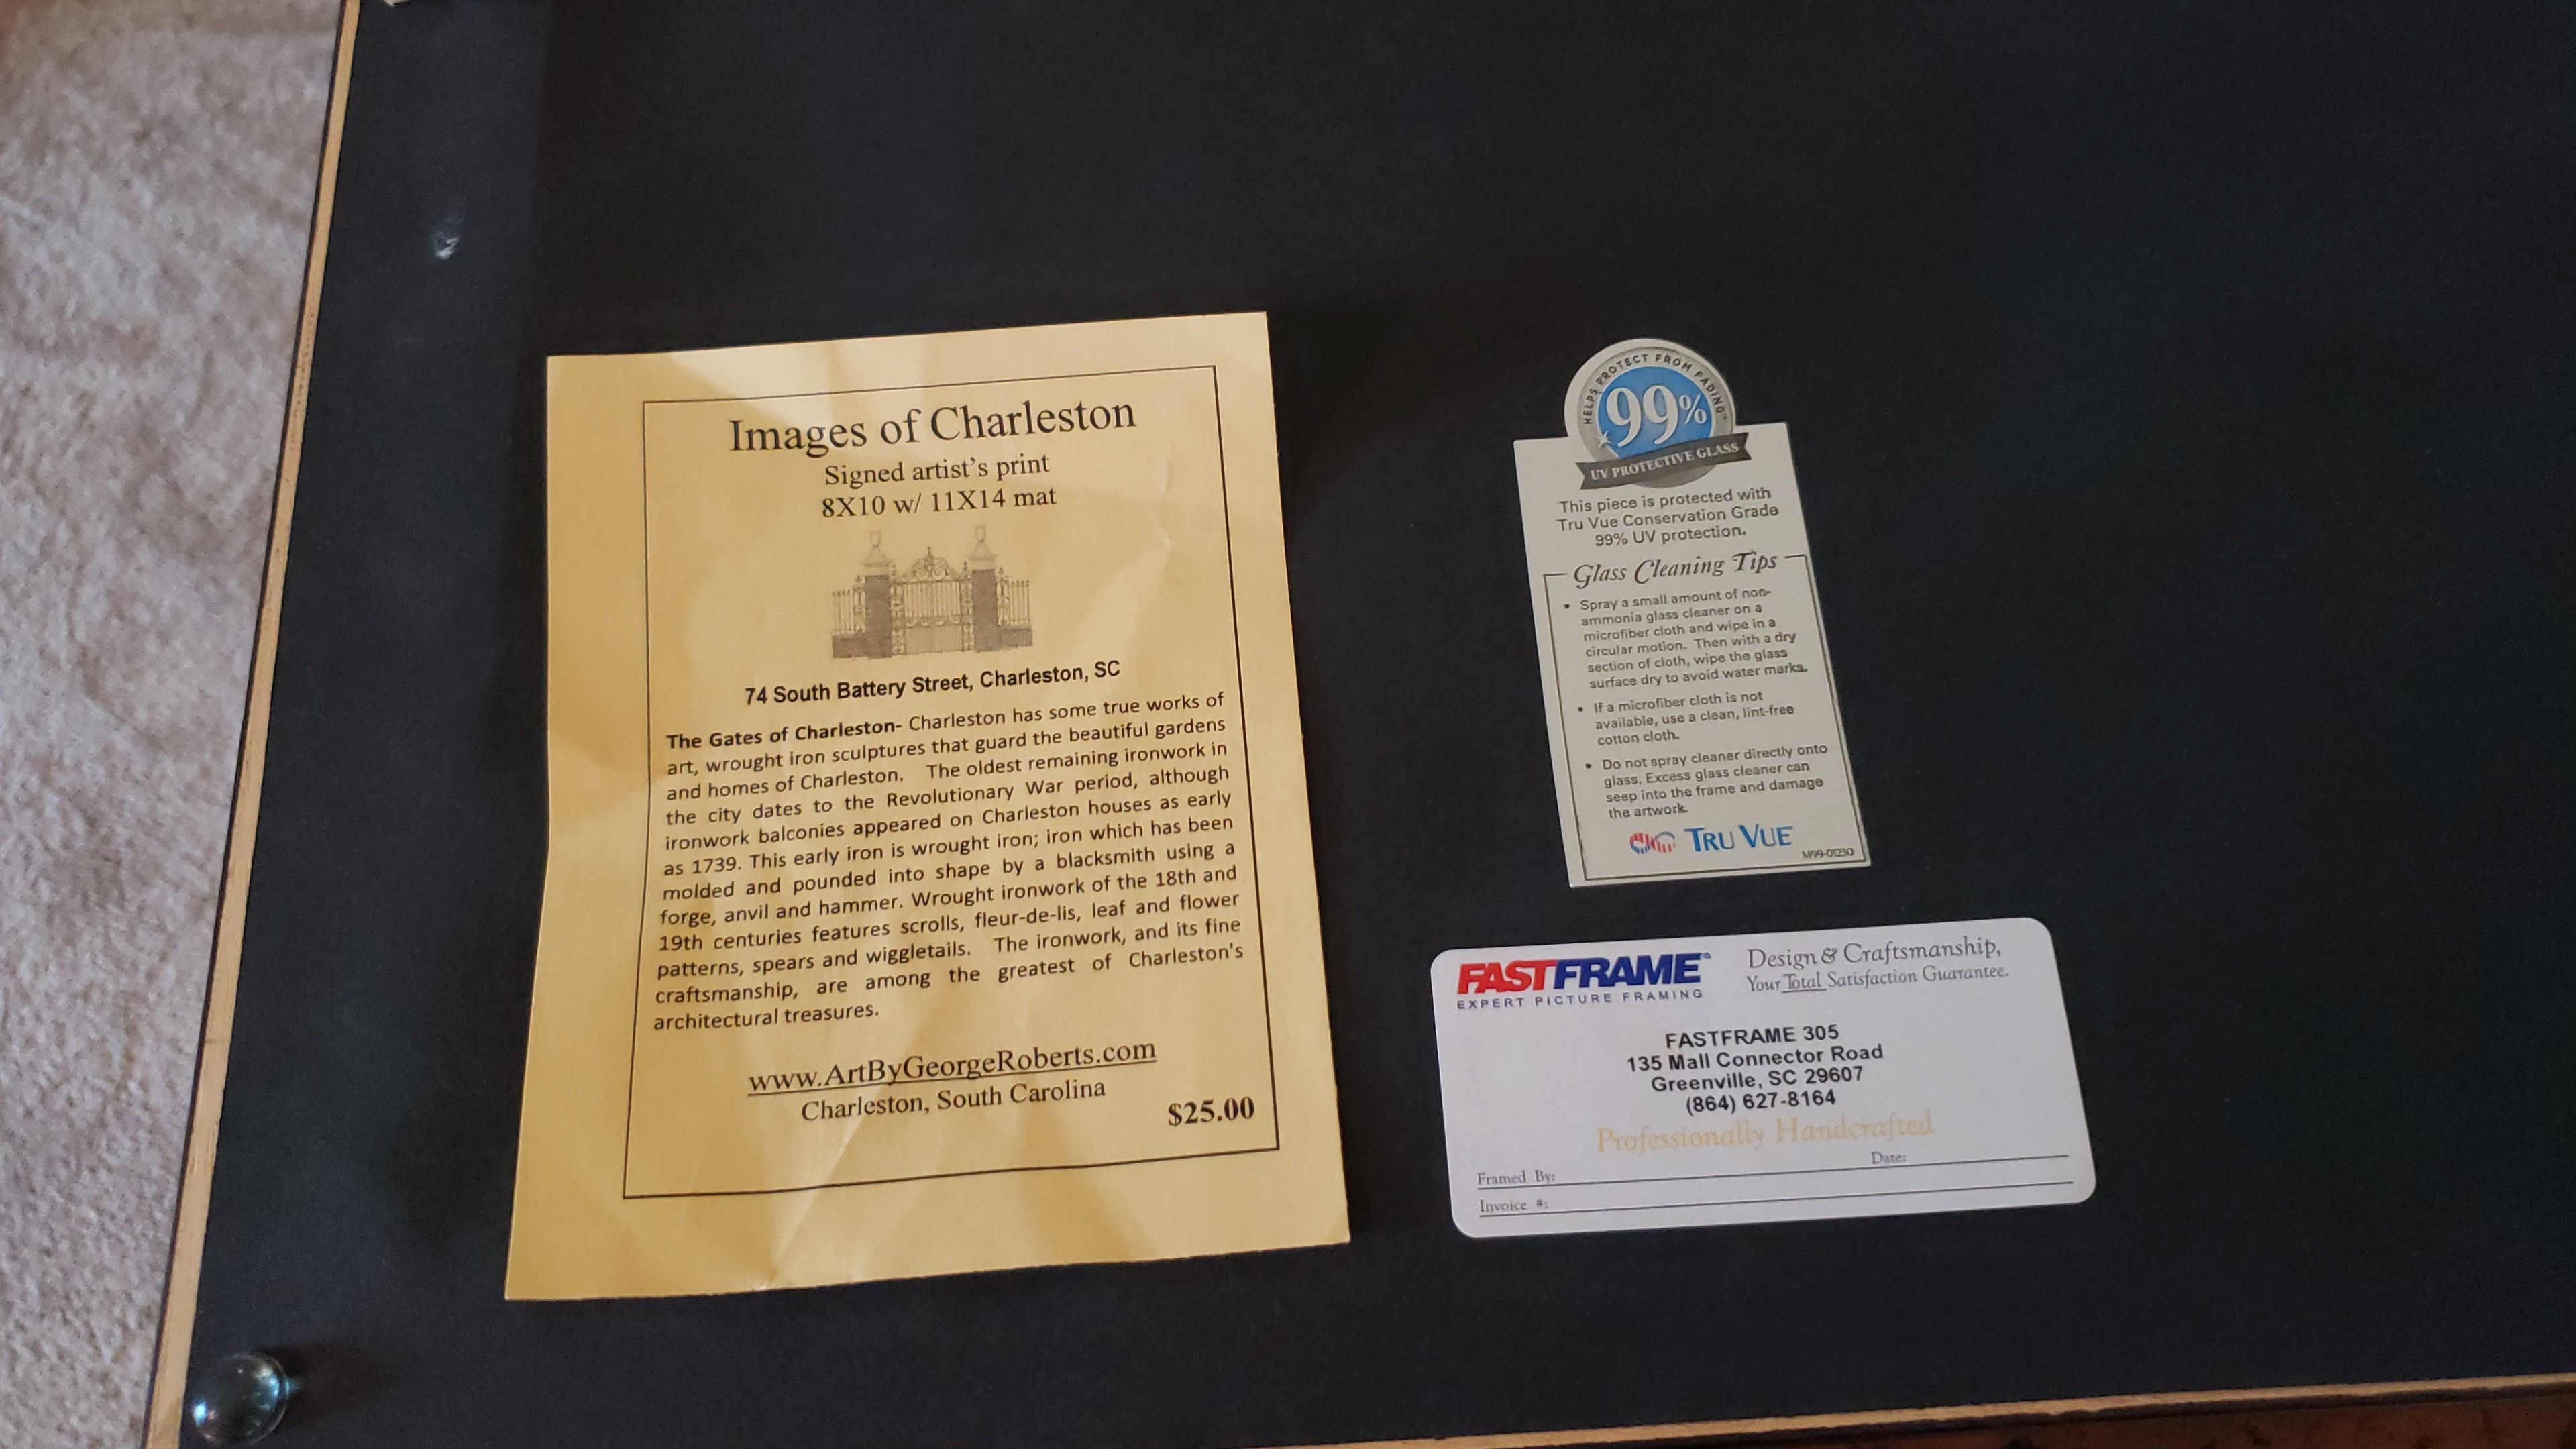 Images of Charleston
Signed artist's print
8X10 w/ 11X14 mat
74 South Battery Street, Charleston, SC
The Gates of Charleston- Charleston has some true works of
art, wrought iron sculptures that guard the beautiful gardens
and homes of Charleston. The oldest remaining ironwork in
the city dates to the Revolutionary War period, although
ironwork balconies appeared on Charleston houses as early
as 1739. This early iron is wrought iron; iron which has been
molded and pounded into shape by a blacksmith using a
forge, anvil and hammer. Wrought ironwork of the 18th and
19th centuries features scrolls, fleur-de-lis, leaf and flower
patterns, spears and wiggletails. The ironwork, and its fine
craftsmanship, are among the greatest of Charleston's
architectural treasures.
www.ArtByGeorgeRoberts.com
Charleston, South Carolina
$25.00
HELPS PROTECT FROM FADING™
99%
UV PROTECTIVE GLASS
This piece is protected with
Tru Vue Conservation Grade
99% UV protection.
Glass Cleaning Tips
• Spray a small amount of non-
ammonia glass cleaner on a
microfiber cloth and wipe in a
circular motion. Then with a dry
section of cloth, wipe the glass
surface dry to avoid water marks.
• If a microfiber cloth is not
available, use a clean, lint-free
cotton cloth.
• Do not spray cleaner directly onto
glass. Excess glass cleaner can
seep into the frame and damage
the artwork.
TRU VUE
M99-01230
FASTFRAME
EXPERT PICTURE FRAMING
Design & Craftsmanship,
Your Total Satisfaction Guarantee.
FASTFRAME 305
135 Mall Connector Road
Greenville, SC 29607
(864) 627-8164
Professionally Handcrafted
Framed By: Date:
Invoice #: